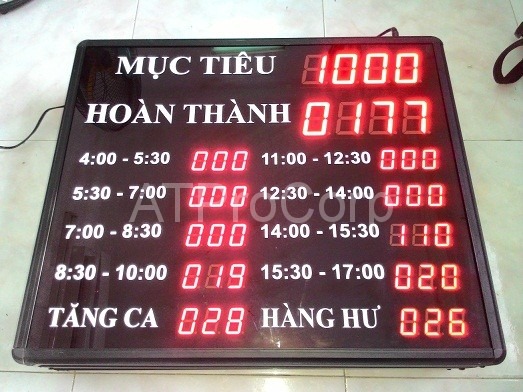 MỤC TIÊU 1000
HOÀN THÀNH 0177
4:00 - 5:30 000 11:00 - 12:30 000
5:30 - 7:00 000 12:30 - 14:00 000
ATProCorp
7:00 - 8:30 000 14:00 - 15:30 110
8:30 - 10:00 019 15:30 - 17:00 020
TĂNG CA 028 HÀNG HƯ 026